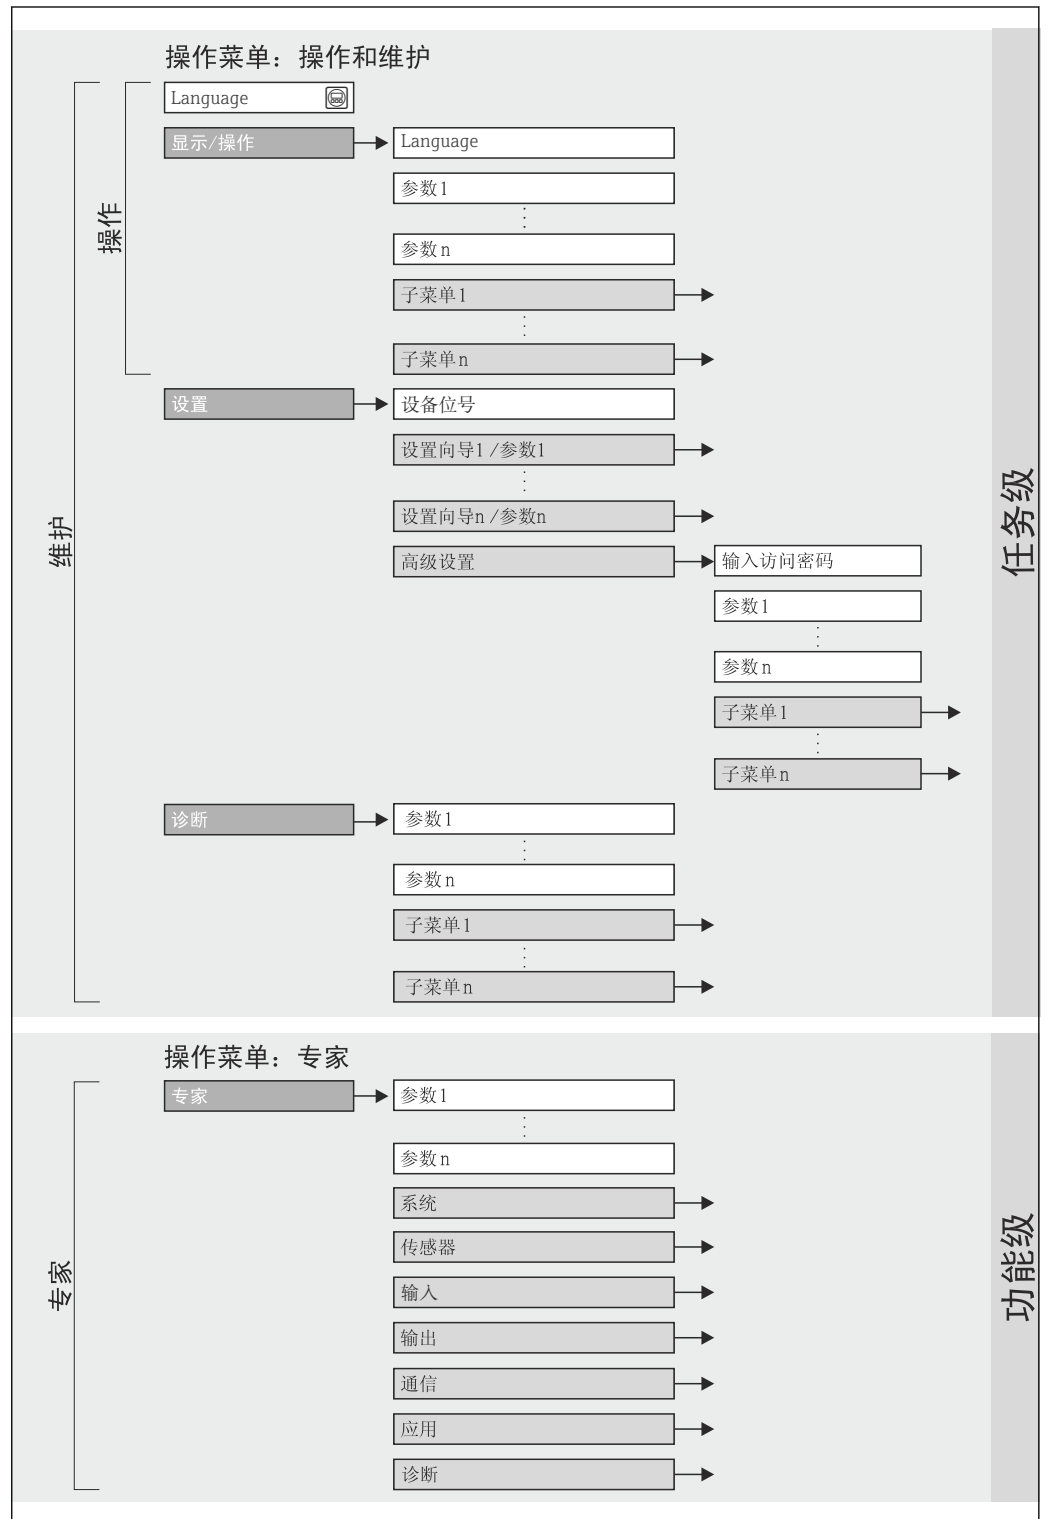 操作菜单：操作和维护
Language
显示/操作
Language
参数1
参数n
子菜单1
子菜单n
操作
设置
设备位号
设置向导1 /参数1
设置向导n /参数n
高级设置
输入访问密码
参数1
参数n
子菜单1
子菜单n
维护
任务级
诊断
参数1
参数n
子菜单1
子菜单n
操作菜单：专家
专家
参数1
参数n
系统
传感器
输入
输出
通信
应用
诊断
专家
功能级